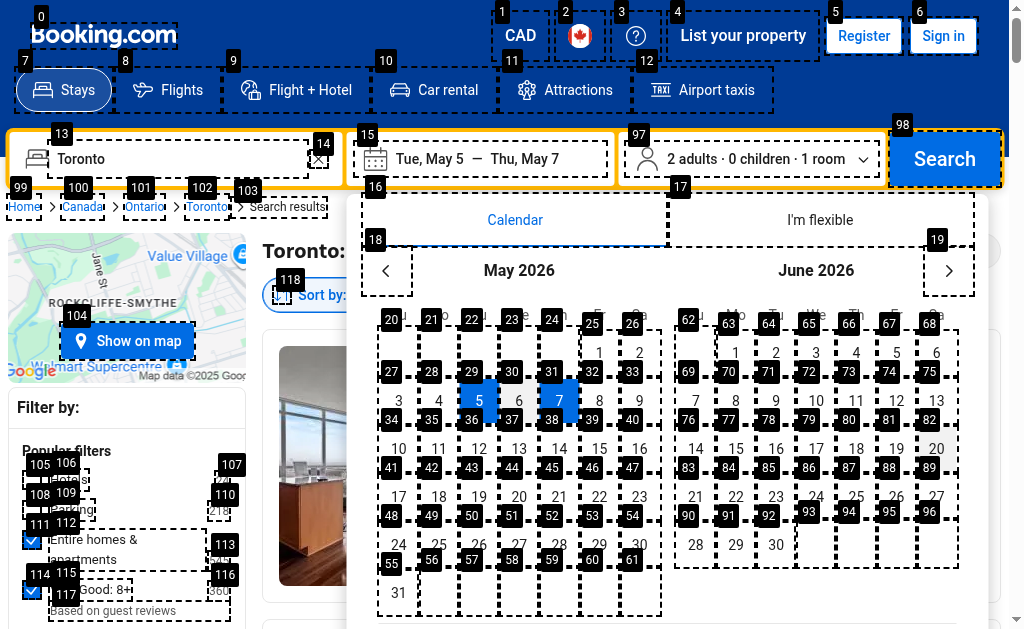 0 1 2 3 4 5 6
Booking.com CAD List your property Register Sign in
7 8 9 10 11 12
Stays Flights Flight + Hotel Car rental Attractions Airport taxis
13 14 15 97 98
Toronto Tue, May 5 — Thu, May 7 2 adults · 0 children · 1 room Search
99 100 101 102 103 16 17
Home Canada Ontario Toronto Search results
Calendar I'm flexible
18 19
Value Village
Jane St
Toronto: May 2026 June 2026
118
Sort by:
ROCKCLIFFE-SMYTHE
104
Show on map
Walmart Supercentre
Google Map data ©2025 Goog
20 21 22 23 24 25 26 62 63 64 65 66 67 68
1 2 1 2 3 4 5 6
27 28 29 30 31 32 33 69 70 71 72 73 74 75
3 4 5 6 7 8 9 7 8 9 10 11 12 13
34 35 36 37 38 39 40 76 77 78 79 80 81 82
10 11 12 13 14 15 16 14 15 16 17 18 19 20
41 42 43 44 45 46 47 83 84 85 86 87 88 89
17 18 19 20 21 22 23 21 22 23 24 25 26 27
48 49 50 51 52 53 54 90 91 92 93 94 95 96
24 25 26 27 28 29 30 28 29 30
55 56 57 58 59 60 61
31
Filter by:
Popular filters
105 106 107
Hotels
108 109 110
Parking 218
111 112
Entire homes &
113
apartments
114 115 116
Good: 8+ 360
117
Based on guest reviews